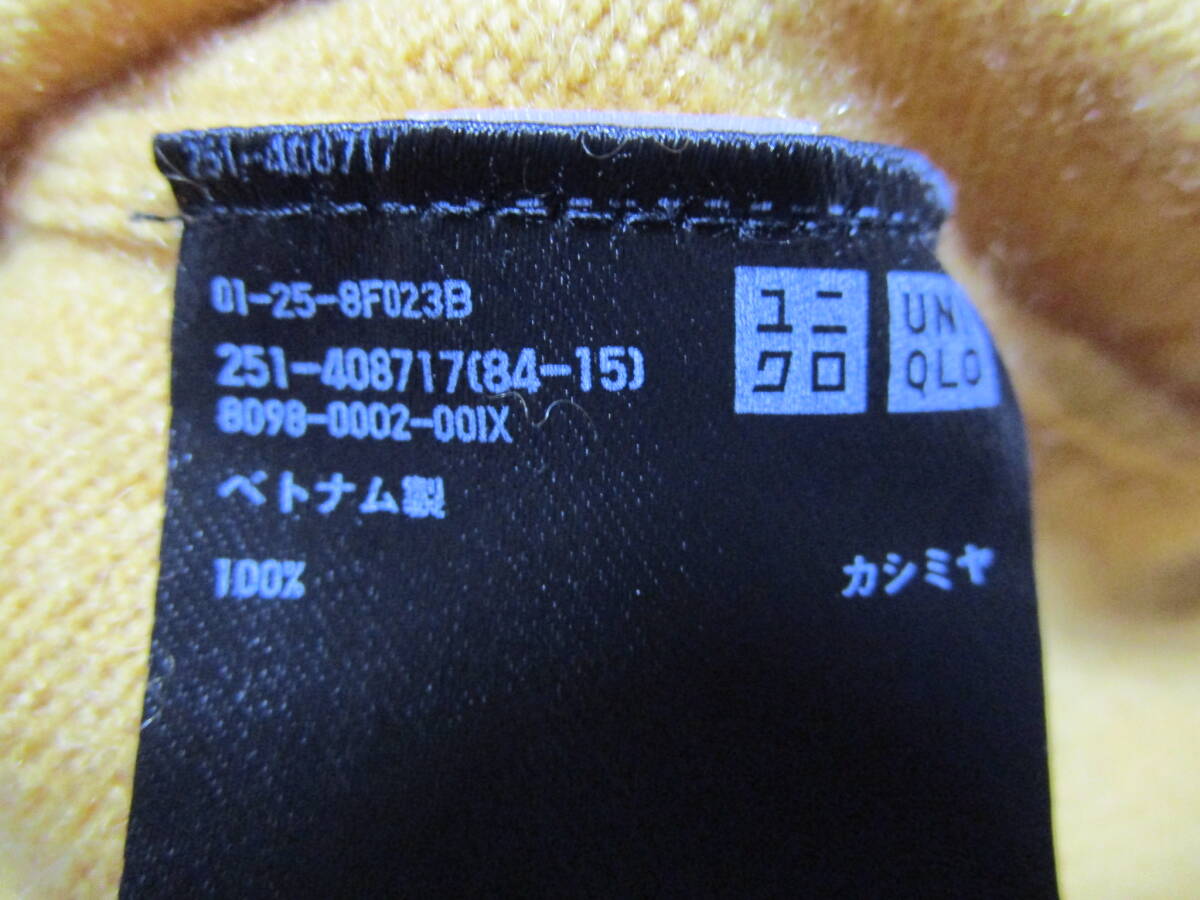 251-408717
01-25-8F023B
251-408717(84-15)
8098-0002-001X
ベトナム製
100% カシミヤ
ユニ
クロ
UNI
QLO